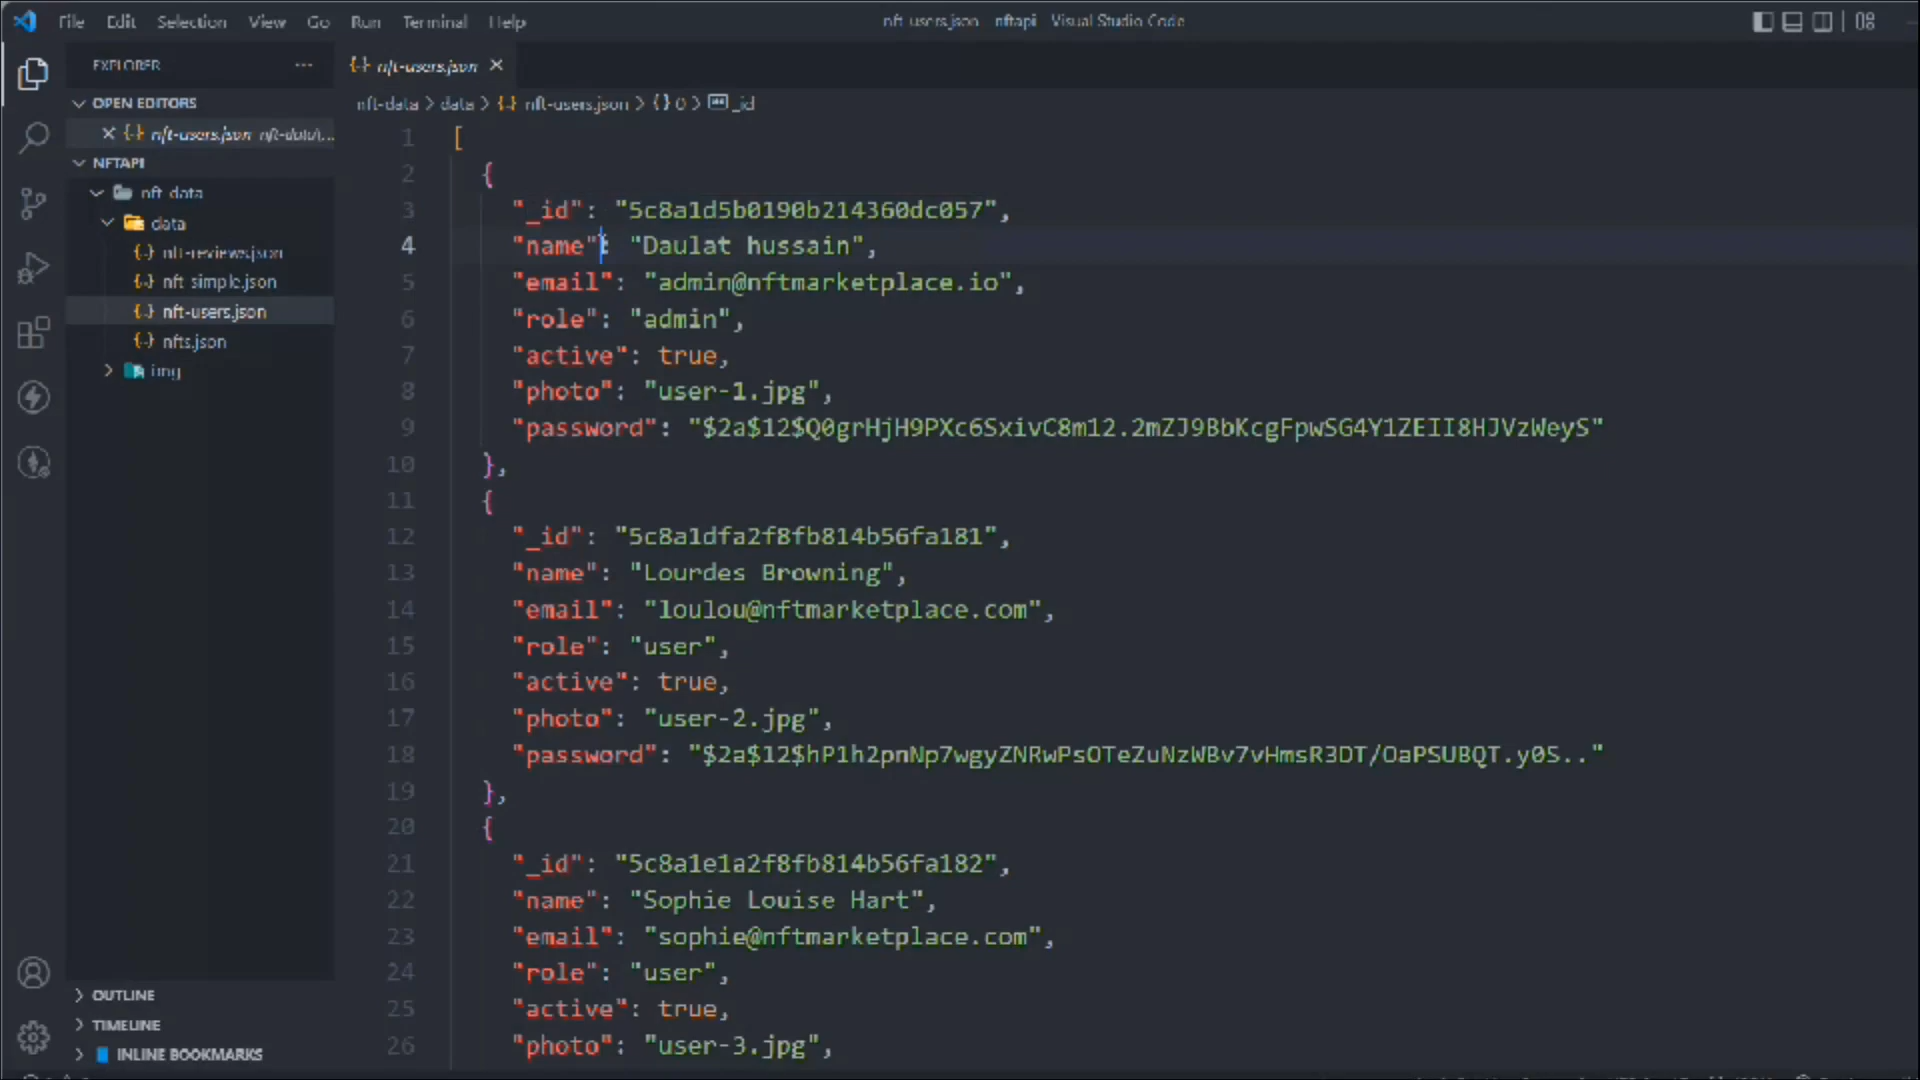 File Edit Selection View Go Run Terminal Help
nft-users.json nftapi Visual Studio Code
EXPLORER
OPEN EDITORS
nft-users.json nft-data\...
NFTAPI
nft-data
data
nft-reviews.json
nft-simple.json
nft-users.json
nfts.json
img
OUTLINE
TIMELINE
INLINE BOOKMARKS
nft-users.json
nft-data > data > {} nft-users.json > {} 0 > _id
1 [
2 {
3 "_id": "5c8a1d5b0190b214360dc057",
4 "name": "Daulat hussain",
5 "email": "admin@nftmarketplace.io",
6 "role": "admin",
7 "active": true,
8 "photo": "user-1.jpg",
9 "password": "$2a$12$Q0grHjH9PXc6SxivC8m12.2mZJ9BbKcgFpwSG4Y1ZEII8HJVzWeyS"
10 },
11 {
12 "_id": "5c8a1dfa2f8fb814b56fa181",
13 "name": "Lourdes Browning",
14 "email": "loulou@nftmarketplace.com",
15 "role": "user",
16 "active": true,
17 "photo": "user-2.jpg",
18 "password": "$2a$12$hP1h2pnNp7wgyZNRwPsOTeZuNzWBv7vHmsR3DT/OaPSUBQT.y0S.."
19 },
20 {
21 "_id": "5c8a1e1a2f8fb814b56fa182",
22 "name": "Sophie Louise Hart",
23 "email": "sophie@nftmarketplace.com",
24 "role": "user",
25 "active": true,
26 "photo": "user-3.jpg",